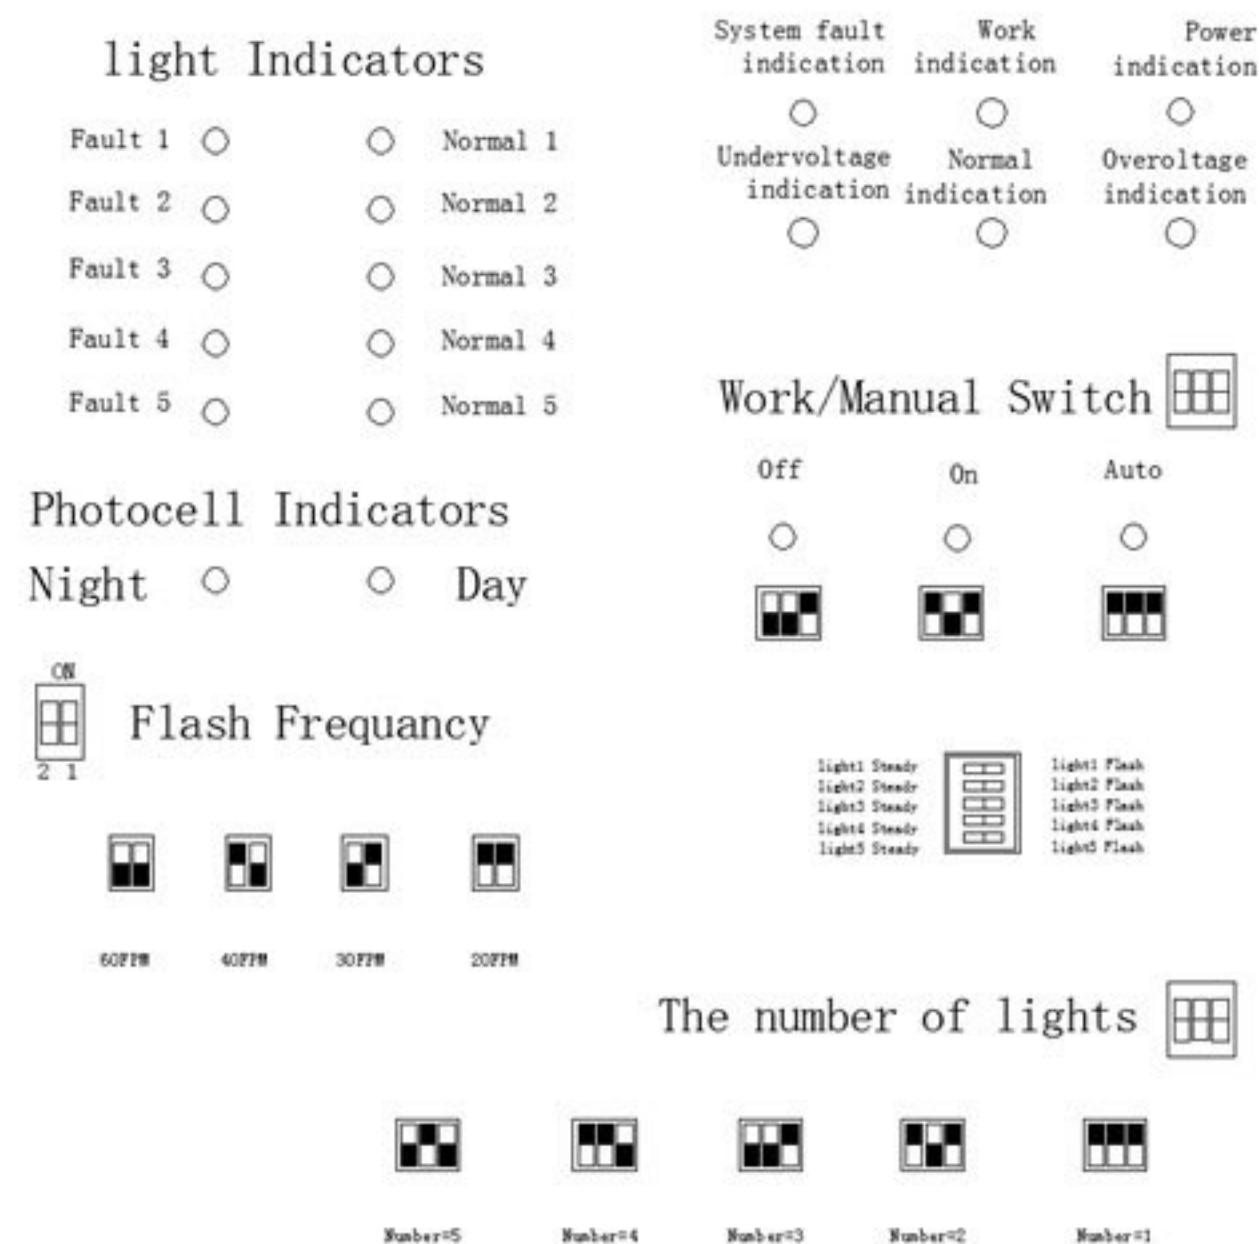 light Indicators
Fault 1
Normal 1
Fault 2
Normal 2
Fault 3
Normal 3
Fault 4
Normal 4
Fault 5
Normal 5
System fault indication
Work indication
Power indication
Undervoltage indication
Normal indication
Overoltage indication
Work/Manual Switch
Off
On
Auto
Photocell Indicators
Night
Day
ON
2 1
Flash Frequancy
60FPM
40FPM
30FPM
20FPM
light1 Steady
light1 Flash
light2 Steady
light2 Flash
light3 Steady
light3 Flash
light4 Steady
light4 Flash
light5 Steady
light5 Flash
The number of lights
Number=5
Number=4
Number=3
Number=2
Number=1